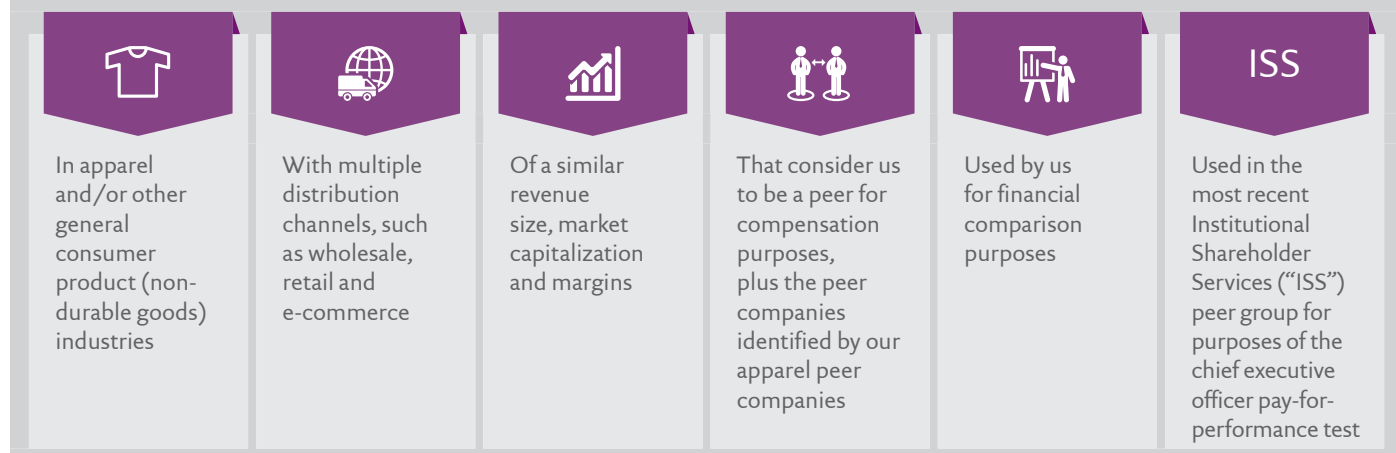 In apparel
and/or other
general
consumer
product (non-
durable goods)
industries
With multiple
distribution
channels, such
as wholesale,
retail and
e-commerce
Of a similar
revenue
size, market
capitalization
and margins
That consider us
to be a peer for
compensation
purposes,
plus the peer
companies
identified by our
apparel peer
companies
Used by us
for financial
comparison
purposes
ISS
Used in the
most recent
Institutional
Shareholder
Services (“ISS”)
peer group for
purposes of the
chief executive
officer pay-for-
performance test